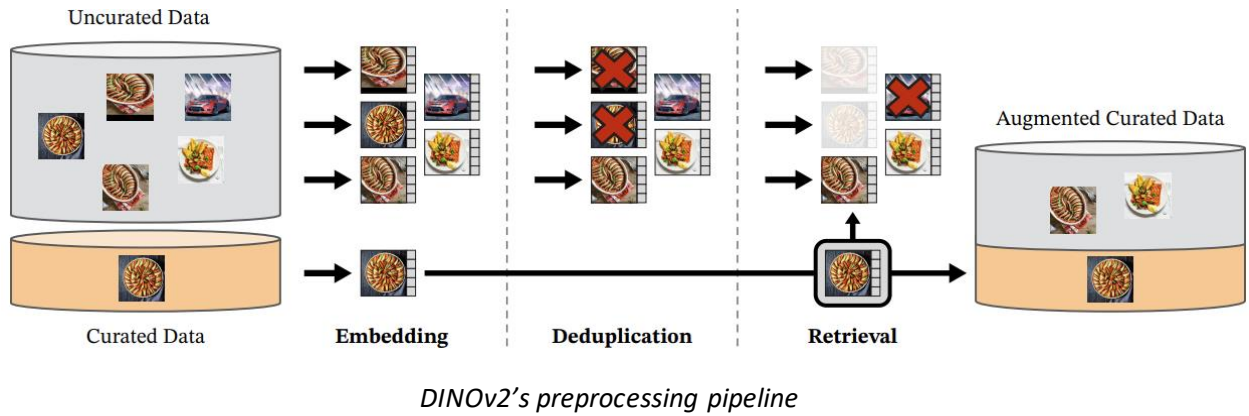 Uncurated Data
Augmented Curated Data
Curated Data
Embedding
Deduplication
Retrieval
DINOv2’s preprocessing pipeline